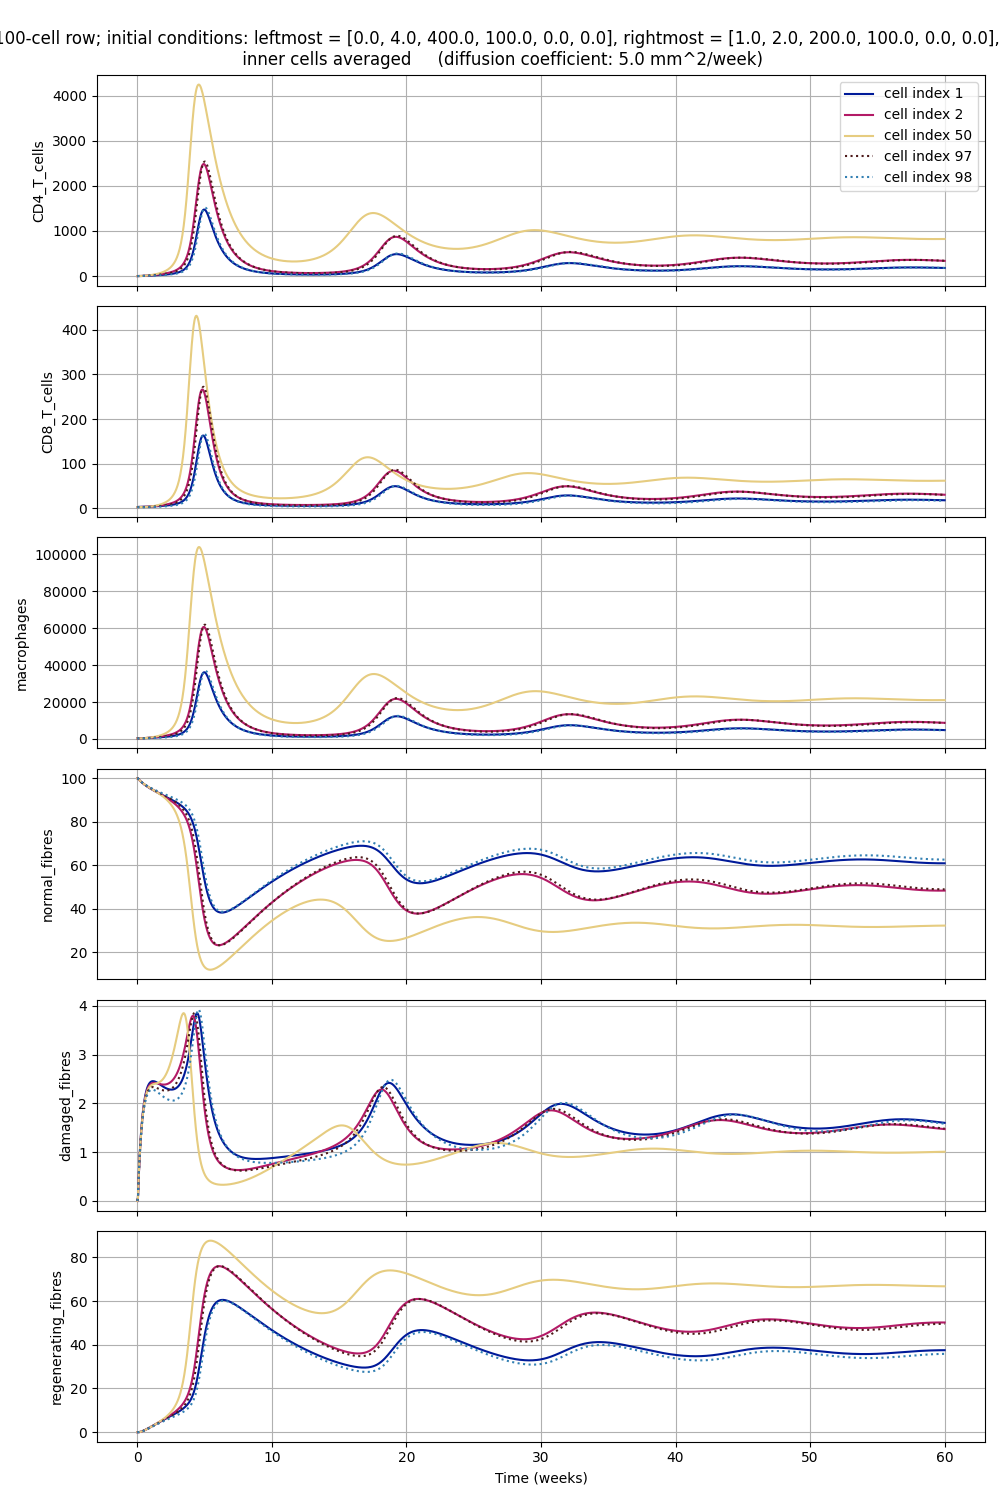 100-cell row; initial conditions: leftmost = [0.0, 4.0, 400.0, 100.0, 0.0, 0.0], rightmost = [1.0, 2.0, 200.0, 100.0, 0.0, 0.0],
inner cells averaged     (diffusion coefficient: 5.0 mm^2/week)
cell index 1
cell index 2
cell index 50
cell index 97
cell index 98
CD4_T_cells
4000
3000
2000
1000
0
CD8_T_cells
400
300
200
100
0
macrophages
100000
80000
60000
40000
20000
0
normal_fibres
100
80
60
40
20
damaged_fibres
4
3
2
1
0
regenerating_fibres
80
60
40
20
0
0 10 20 30 40 50 60
Time (weeks)